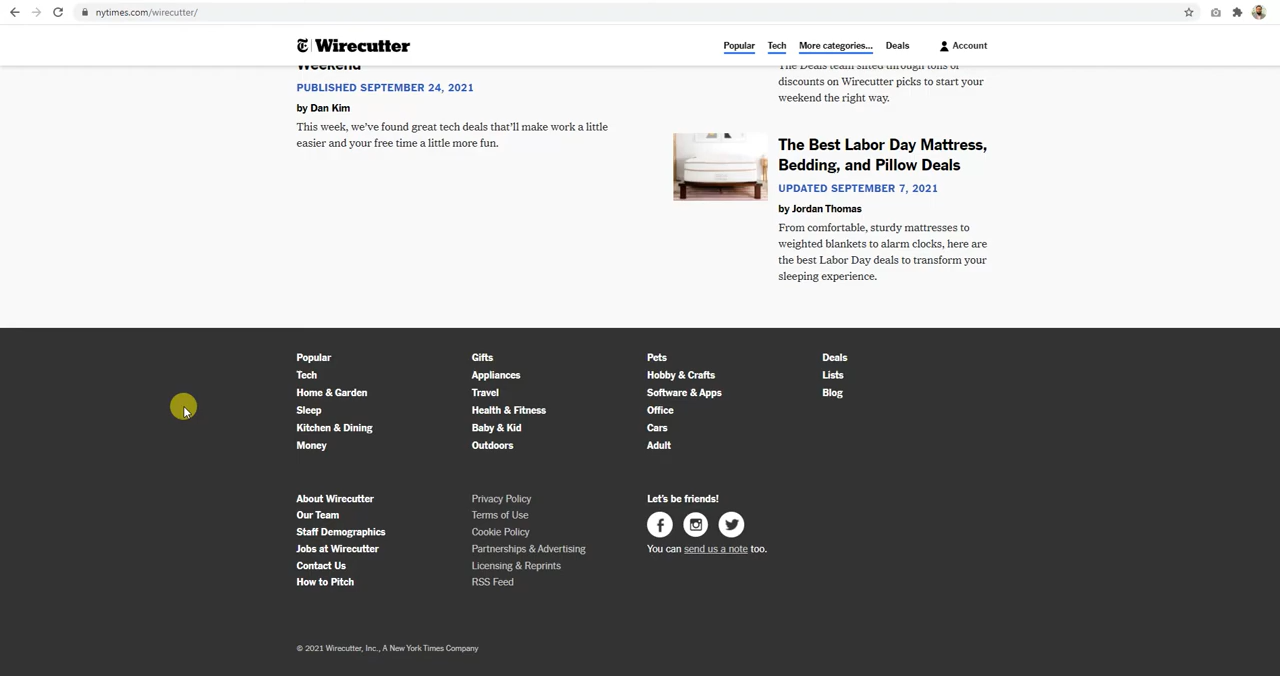 nytimes.com/wirecutter/
Wirecutter
Popular
Tech
More categories...
Deals
Account
Weekend
PUBLISHED SEPTEMBER 24, 2021
by Dan Kim
This week, we've found great tech deals that'll make work a little
easier and your free time a little more fun.
The Deals team sifted through tons of
discounts on Wirecutter picks to start your
weekend the right way.
The Best Labor Day Mattress,
Bedding, and Pillow Deals
UPDATED SEPTEMBER 7, 2021
by Jordan Thomas
From comfortable, sturdy mattresses to
weighted blankets to alarm clocks, here are
the best Labor Day deals to transform your
sleeping experience.
Popular
Tech
Home & Garden
Sleep
Kitchen & Dining
Money
Gifts
Appliances
Travel
Health & Fitness
Baby & Kid
Outdoors
Pets
Hobby & Crafts
Software & Apps
Office
Cars
Adult
Deals
Lists
Blog
About Wirecutter
Our Team
Staff Demographics
Jobs at Wirecutter
Contact Us
How to Pitch
Privacy Policy
Terms of Use
Cookie Policy
Partnerships & Advertising
Licensing & Reprints
RSS Feed
Let's be friends!
You can send us a note too.
© 2021 Wirecutter, Inc., A New York Times Company